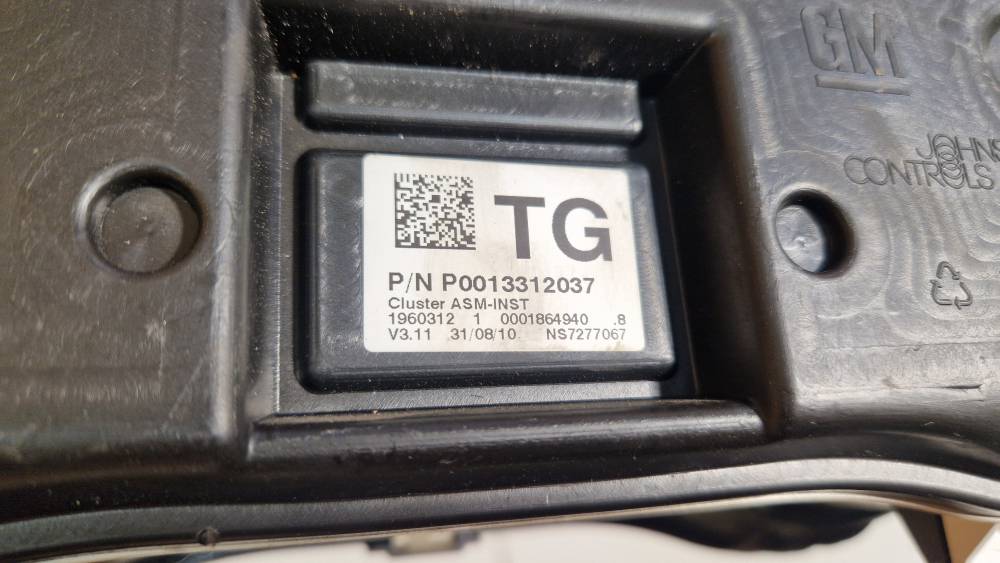 GM
JOHNS
CONTROLS
TG
P/N P0013312037
Cluster ASM-INST
1960312 1 0001864940 .8
V3.11 31/08/10 NS7277067